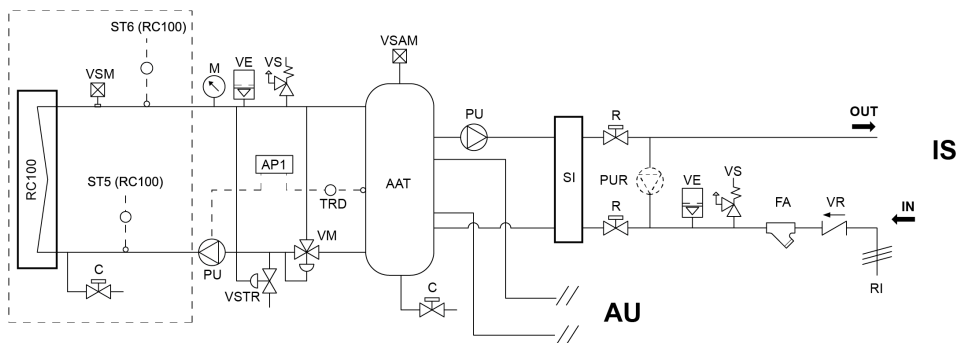 ST6 (RC100)
VSAM
VSM
M
VE
VS
PU
R
OUT
IS
RC100
AP1
AAT
SI
PUR
ST5 (RC100)
TRD
VE
VS
FA
VR
IN
R
VM
C
PU
VSTR
C
AU
RI